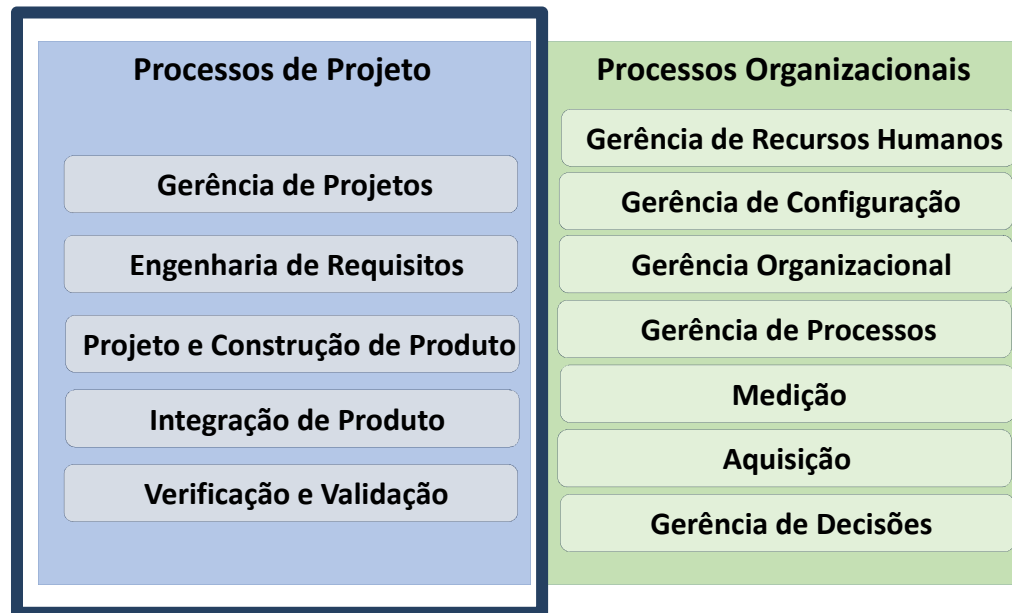 Processos de Projeto
Gerência de Projetos
Engenharia de Requisitos
Projeto e Construção de Produto
Integração de Produto
Verificação e Validação
Processos Organizacionais
Gerência de Recursos Humanos
Gerência de Configuração
Gerência Organizacional
Gerência de Processos
Medição
Aquisição
Gerência de Decisões